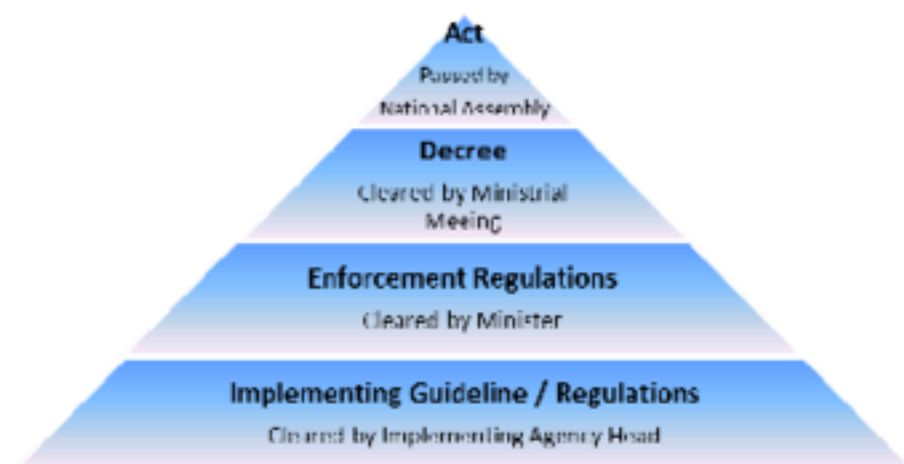 Act
Passed by
National Assembly
Decree
Cleared by Ministrial
Meeing
Enforcement Regulations
Cleared by Minister
Implementing Guideline / Regulations
Cleared by Implementing Agency Head